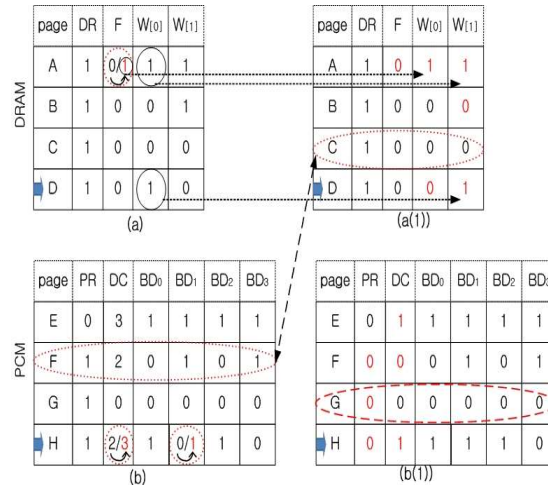 page DR F W[0] W[1]
A 1 0/1 1 1
B 1 0 0 1
C 1 0 0 0
D 1 0 1 0
DRAM
(a)
page DR F W[0] W[1]
A 1 0 1 1
B 1 0 0 0
C 1 0 0 0
D 1 0 0 1
(a(1))
page PR DC BD0 BD1 BD2 BD3
E 0 3 1 1 1 1
F 1 2 0 1 0 1
G 1 0 0 0 0 0
H 1 2/3 1 0/1 1 0
PCM
(b)
page PR DC BD0 BD1 BD2 BD3
E 0 1 1 1 1 1
F 0 0 0 1 0 1
G 0 0 0 0 0 0
H 0 1 1 1 1 0
(b(1))